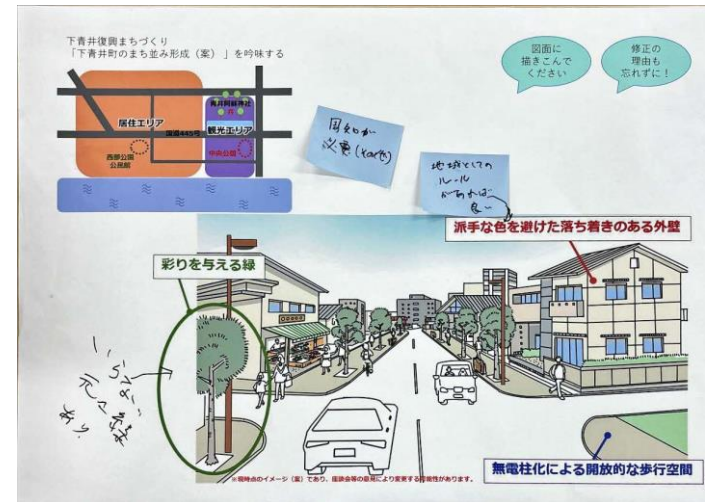 下青井復興まちづくり
「下青井町のまち並み形成（案）」を吟味する
図面に
描きこんで
ください
修正の
理由も
忘れずに！
青井阿蘇神社
居住エリア
国道445号
観光エリア
西部公園
公民館
中央公園
周知が
必要
地域としての
ルール
があれば
良い
派手な色を避けた落ち着きのある外壁
彩りを与える緑
無電柱化による開放的な歩行空間
※現時点のイメージ（案）であり、座談会等の意見により変更する可能性があります。